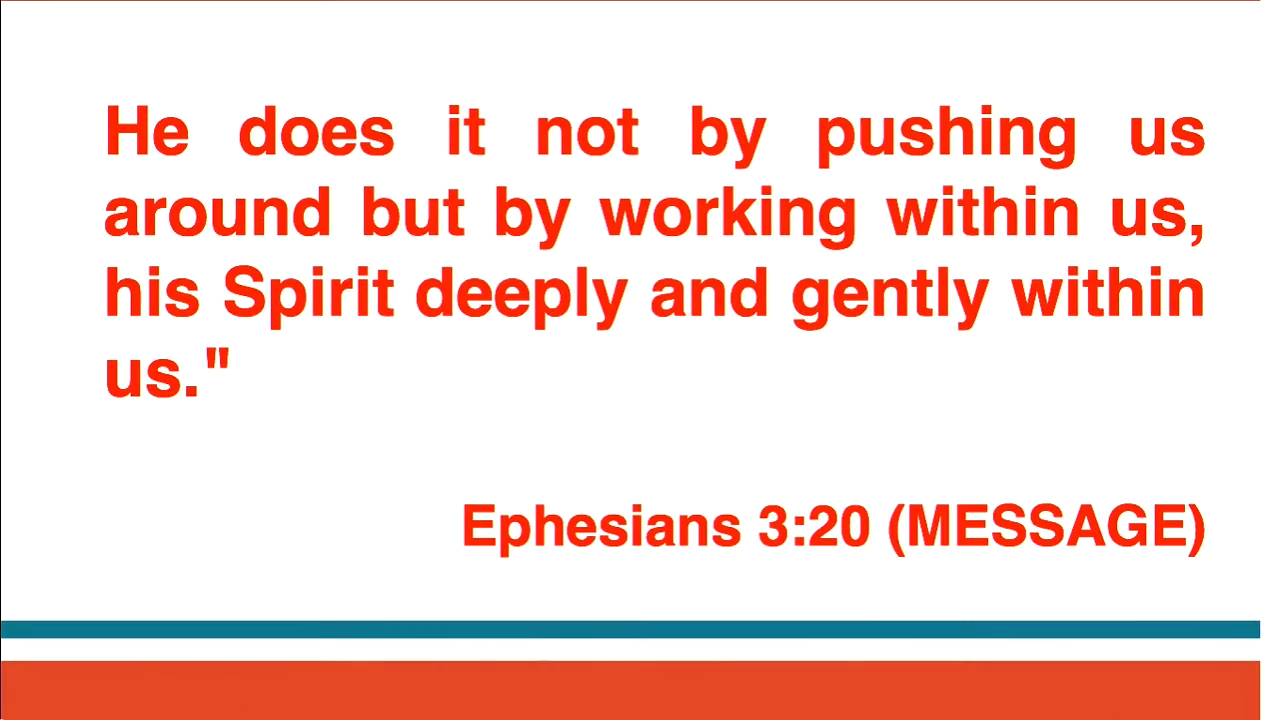 He does it not by pushing us
around but by working within us,
his Spirit deeply and gently within
us."
Ephesians 3:20 (MESSAGE)